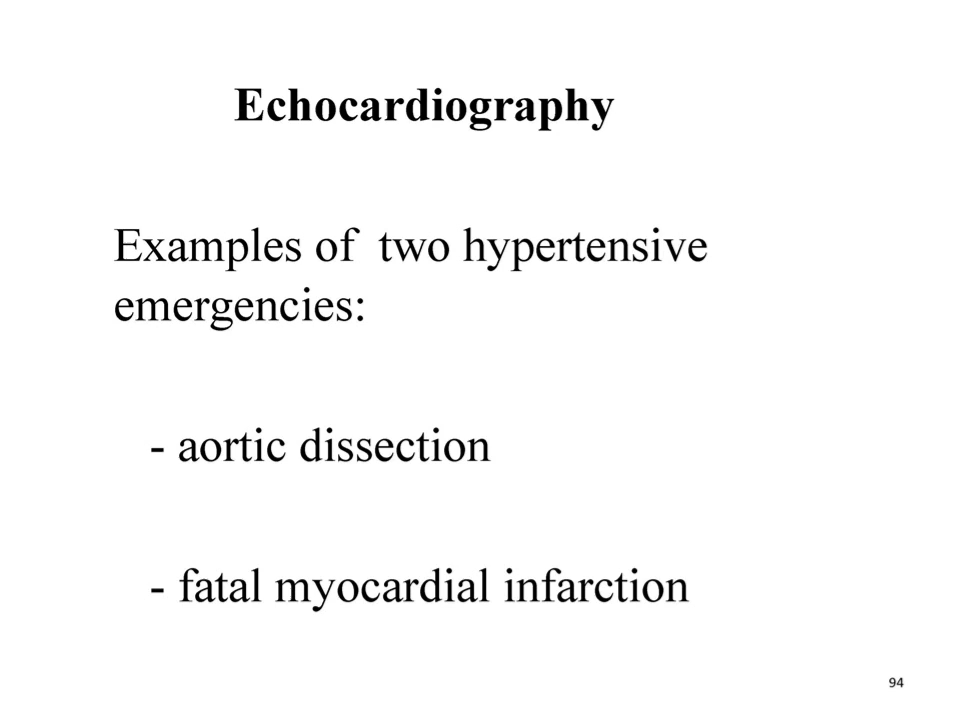 Echocardiography
Examples of  two hypertensive
emergencies:
- aortic dissection
- fatal myocardial infarction
94